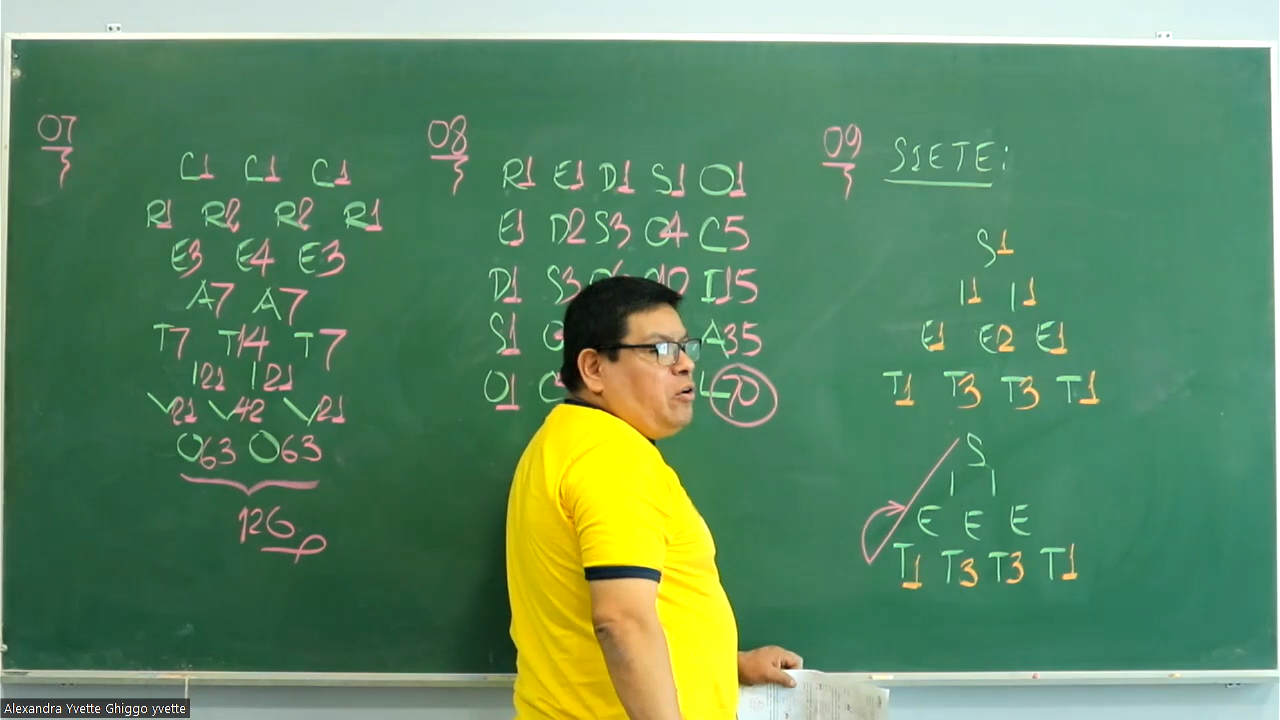 07
C1 C1 C1
R1 R2 R2 R1
E3 E4 E3
A7 A7
T7 T14 T7
I21 I21
V21 V42 V21
O63 O63
126
08
R1 E1 D1 S1 O1
E1 D2 S3 O4 C5
D1 S3 I15
S1 A35
O1 L70
09 SIETE:
S1
I1 I1
E1 E2 E1
T1 T3 T3 T1
S
I I
E E E
T1 T3 T3 T1
Alexandra Yvette Ghiggo yvette